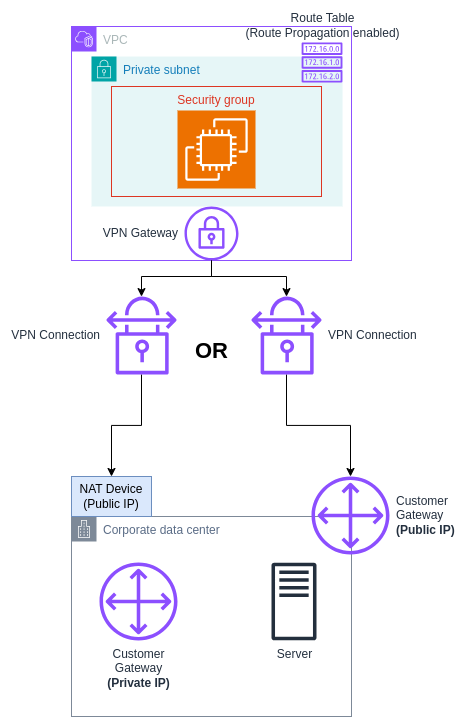 Route Table
(Route Propagation enabled)
VPC
172.16.0.0
172.16.1.0
172.16.2.0
Private subnet
Security group
VPN Gateway
VPN Connection
OR
VPN Connection
NAT Device
(Public IP)
Customer
Gateway
(Public IP)
Corporate data center
Customer
Gateway
(Private IP)
Server